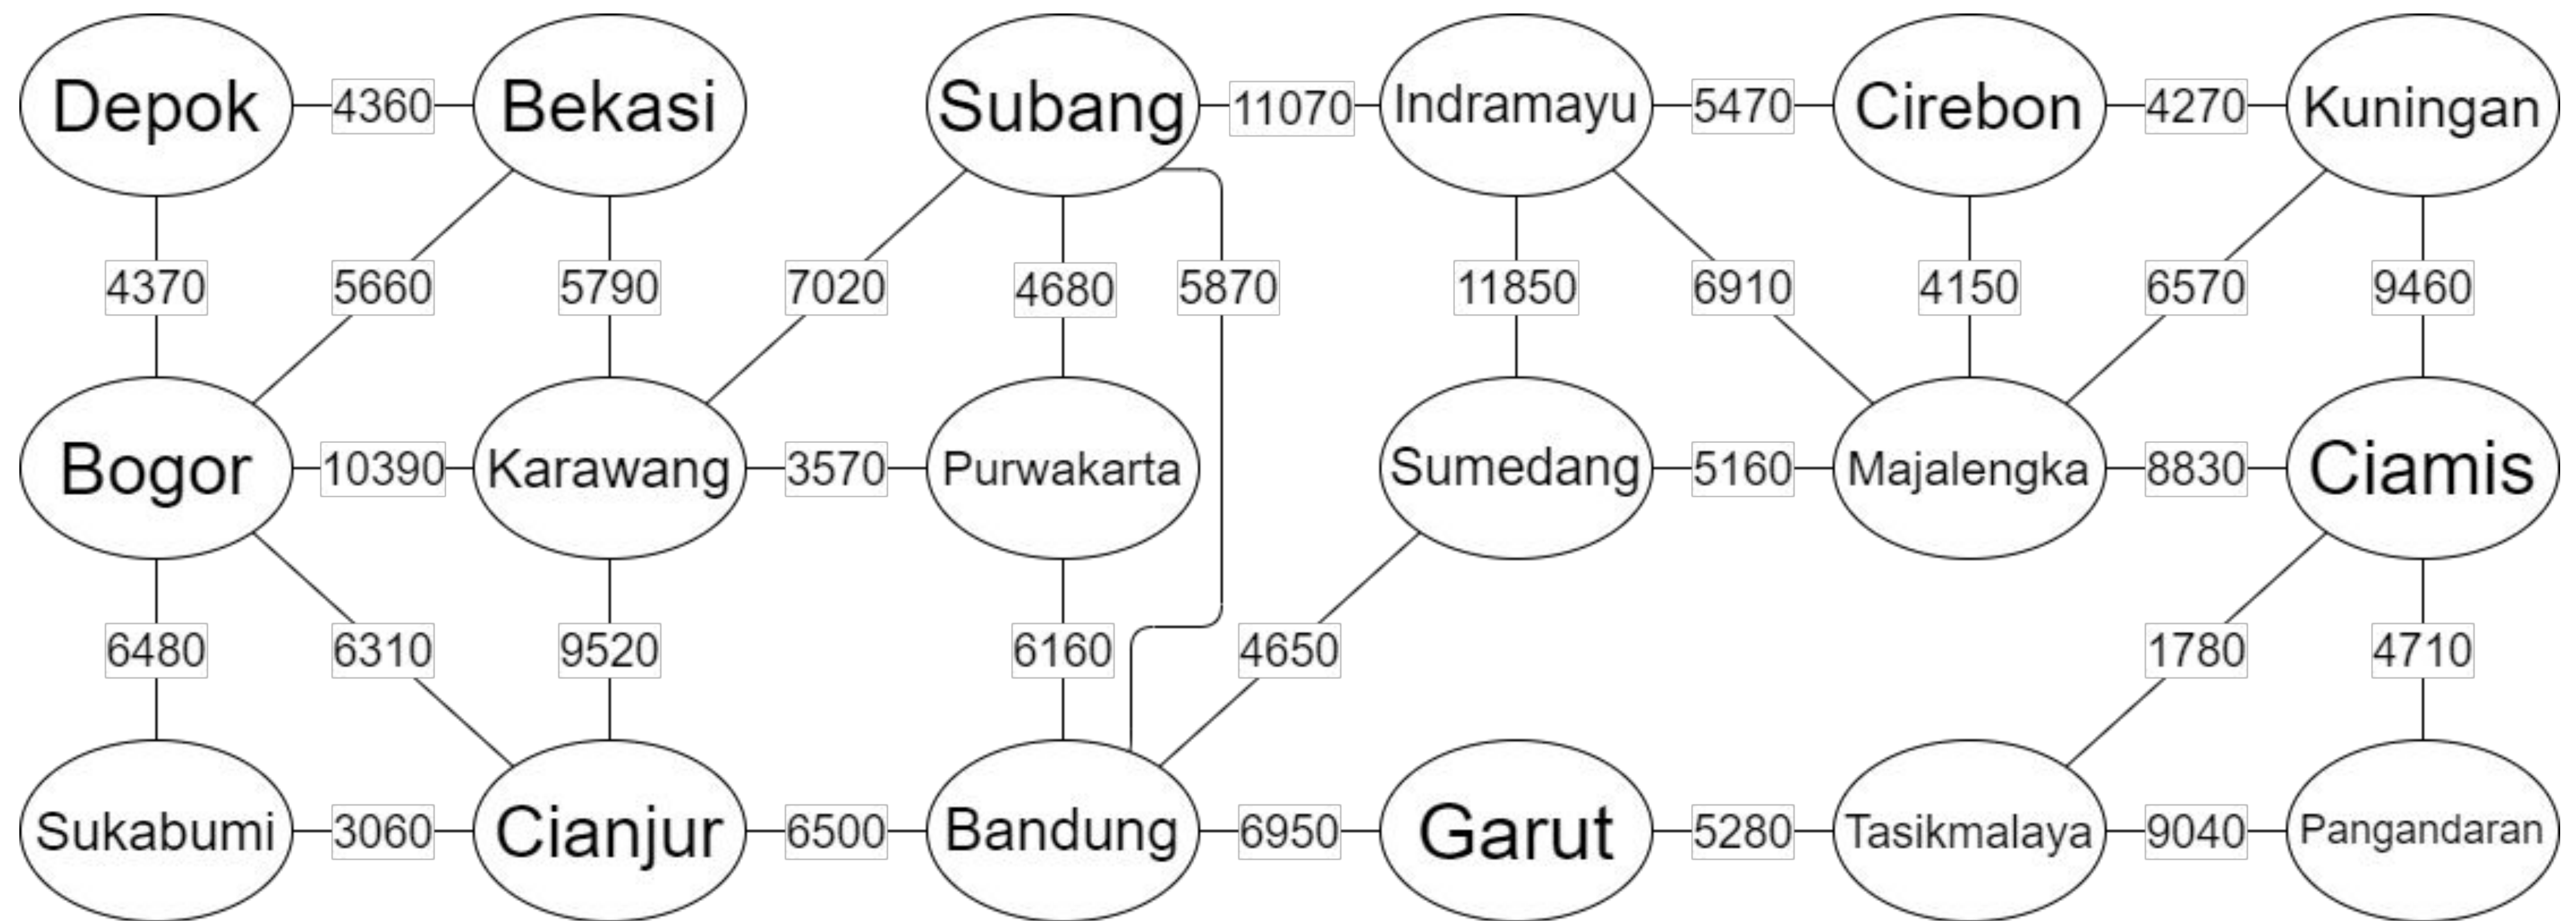 Depok 4360 Bekasi Subang 11070 Indramayu 5470 Cirebon 4270 Kuningan
4370 5660 5790 7020 4680 5870 11850 6910 4150 6570 9460
Bogor 10390 Karawang 3570 Purwakarta Sumedang 5160 Majalengka 8830 Ciamis
6480 6310 9520 6160 4650 1780 4710
Sukabumi 3060 Cianjur 6500 Bandung 6950 Garut 5280 Tasikmalaya 9040 Pangandaran